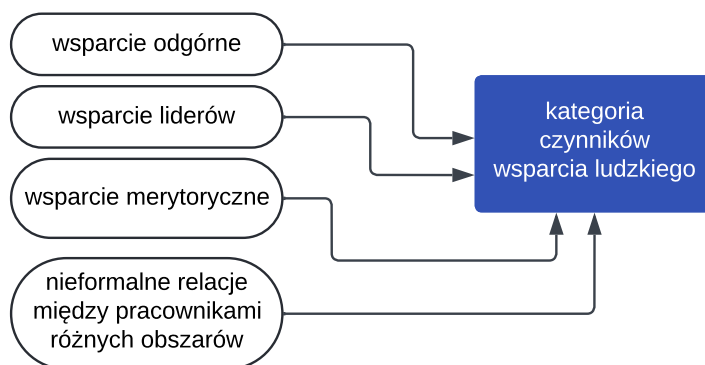 wsparcie odgórne
wsparcie liderów
wsparcie merytoryczne
nieformalne relacje
między pracownikami
różnych obszarów
kategoria
czynników
wsparcia ludzkiego